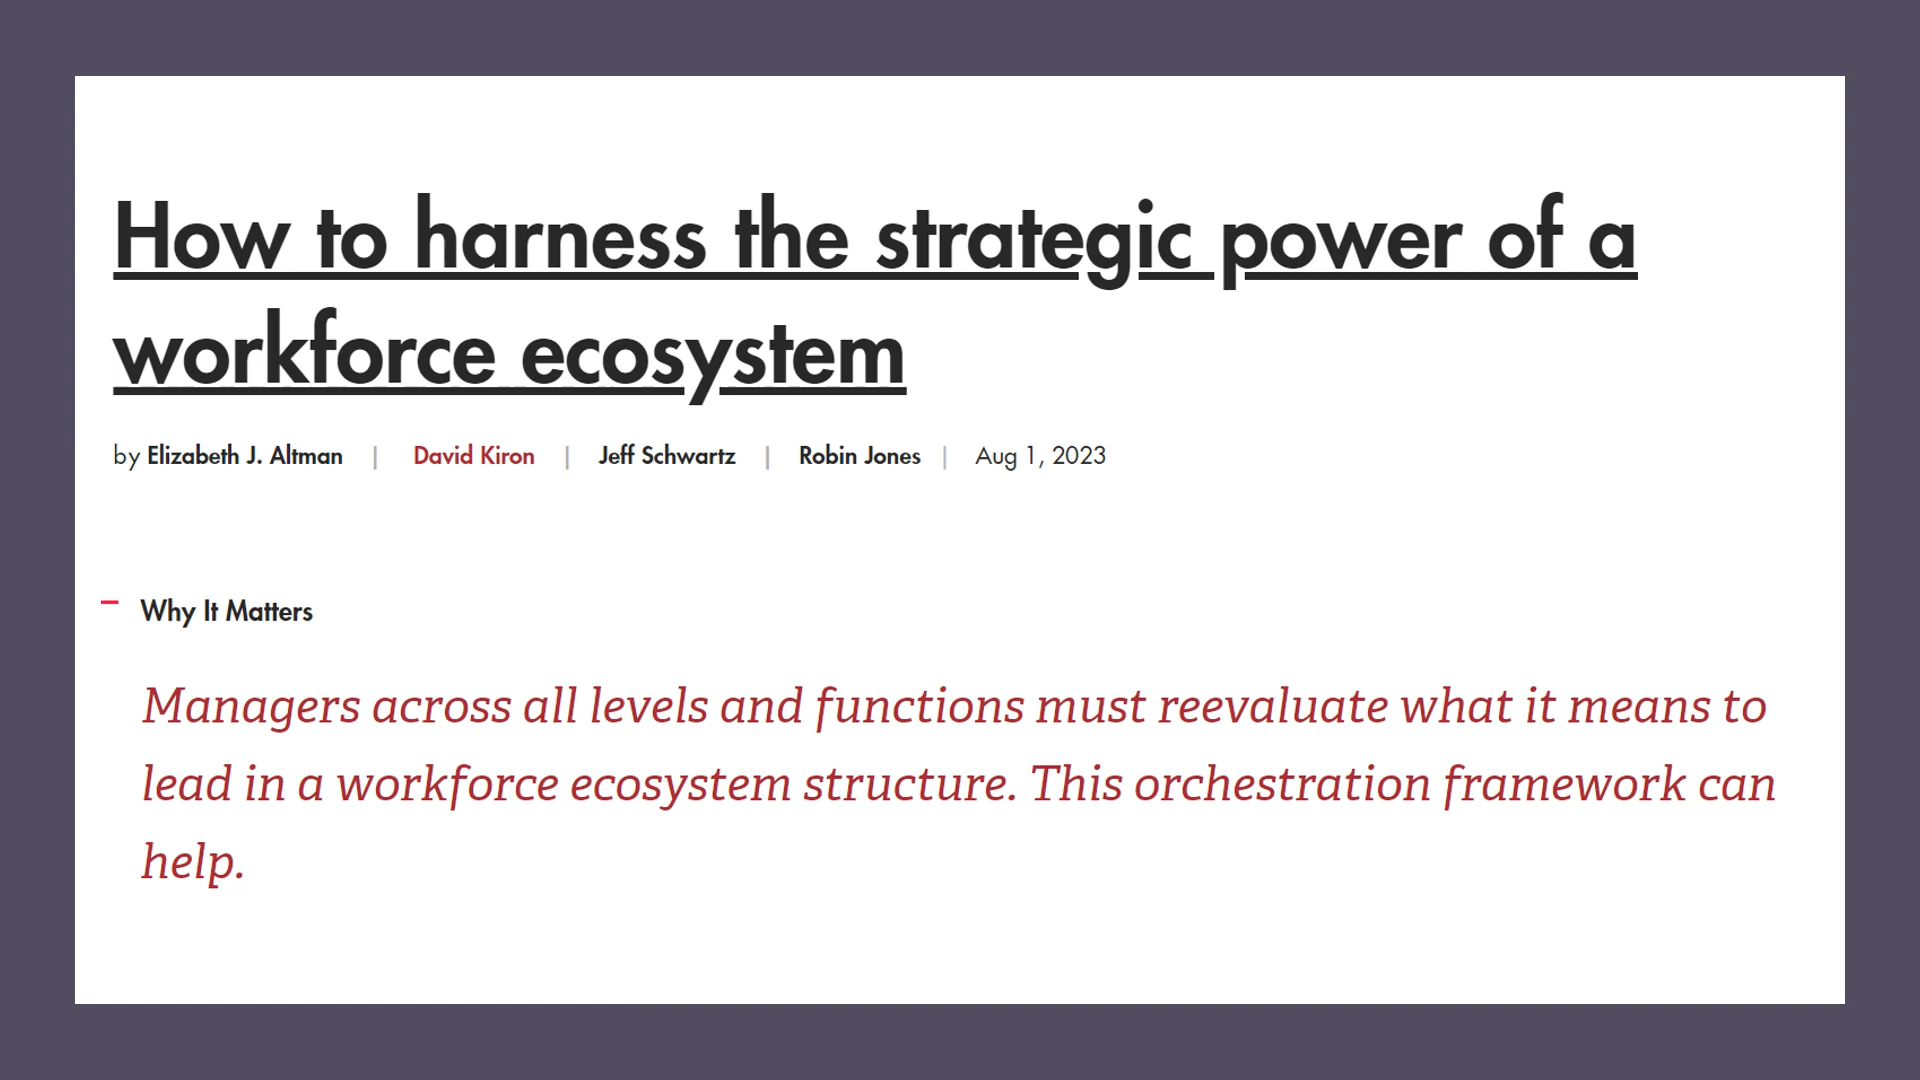 How to harness the strategic power of a
workforce ecosystem
by Elizabeth J. Altman | David Kiron | Jeff Schwartz | Robin Jones | Aug 1, 2023
Why It Matters
Managers across all levels and functions must reevaluate what it means to
lead in a workforce ecosystem structure. This orchestration framework can
help.